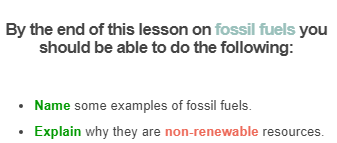 By the end of this lesson on fossil fuels you
should be able to do the following:
• Name some examples of fossil fuels.
• Explain why they are non-renewable resources.